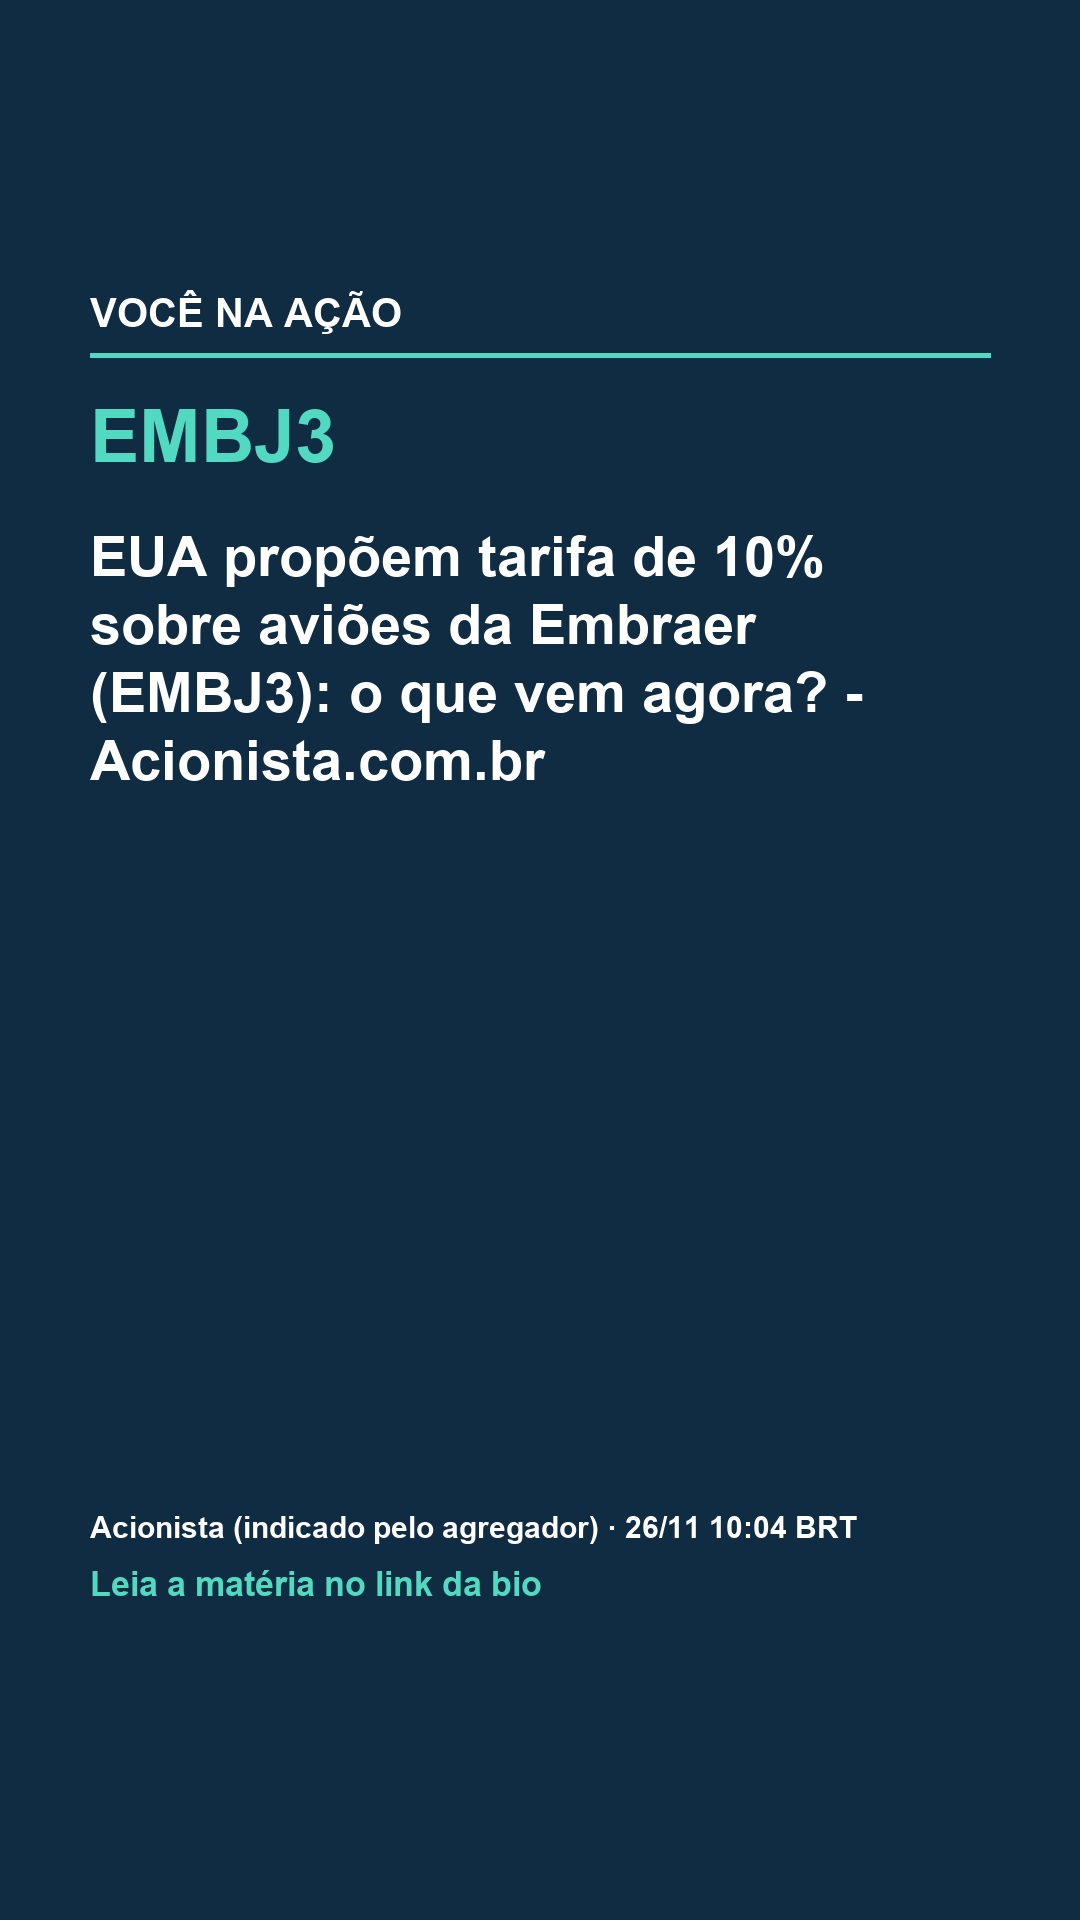 VOCÊ NA AÇÃO
EMBJ3
EUA propõem tarifa de 10%
sobre aviões da Embraer
(EMBJ3): o que vem agora? -
Acionista.com.br
Acionista (indicado pelo agregador) · 26/11 10:04 BRT
Leia a matéria no link da bio